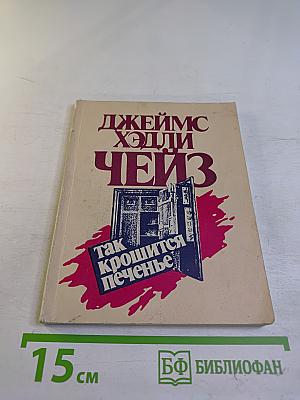 ДЖЕЙМС
ХЭДЛИ
ЧЕЙЗ
так
крошится
печенье
15 см
БФ БИБЛИОФАН